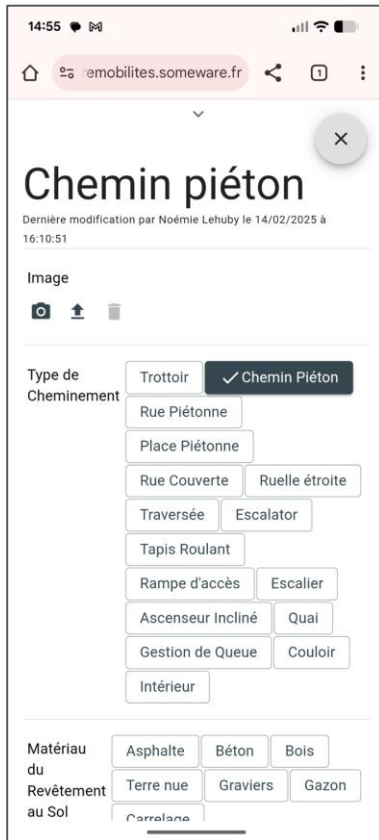 14:55
remobilites.someware.fr
1
Chemin piéton
Dernière modification par Noémie Lehuby le 14/02/2025 à
16:10:51
Image
Type de
Cheminement
Trottoir
Chemin Piéton
Rue Piétonne
Place Piétonne
Rue Couverte
Ruelle étroite
Traversée
Escalator
Tapis Roulant
Rampe d'accès
Escalier
Ascenseur Incliné
Quai
Gestion de Queue
Couloir
Intérieur
Matériau
du
Revêtement
au Sol
Asphalte
Béton
Bois
Terre nue
Graviers
Gazon
Carrelage